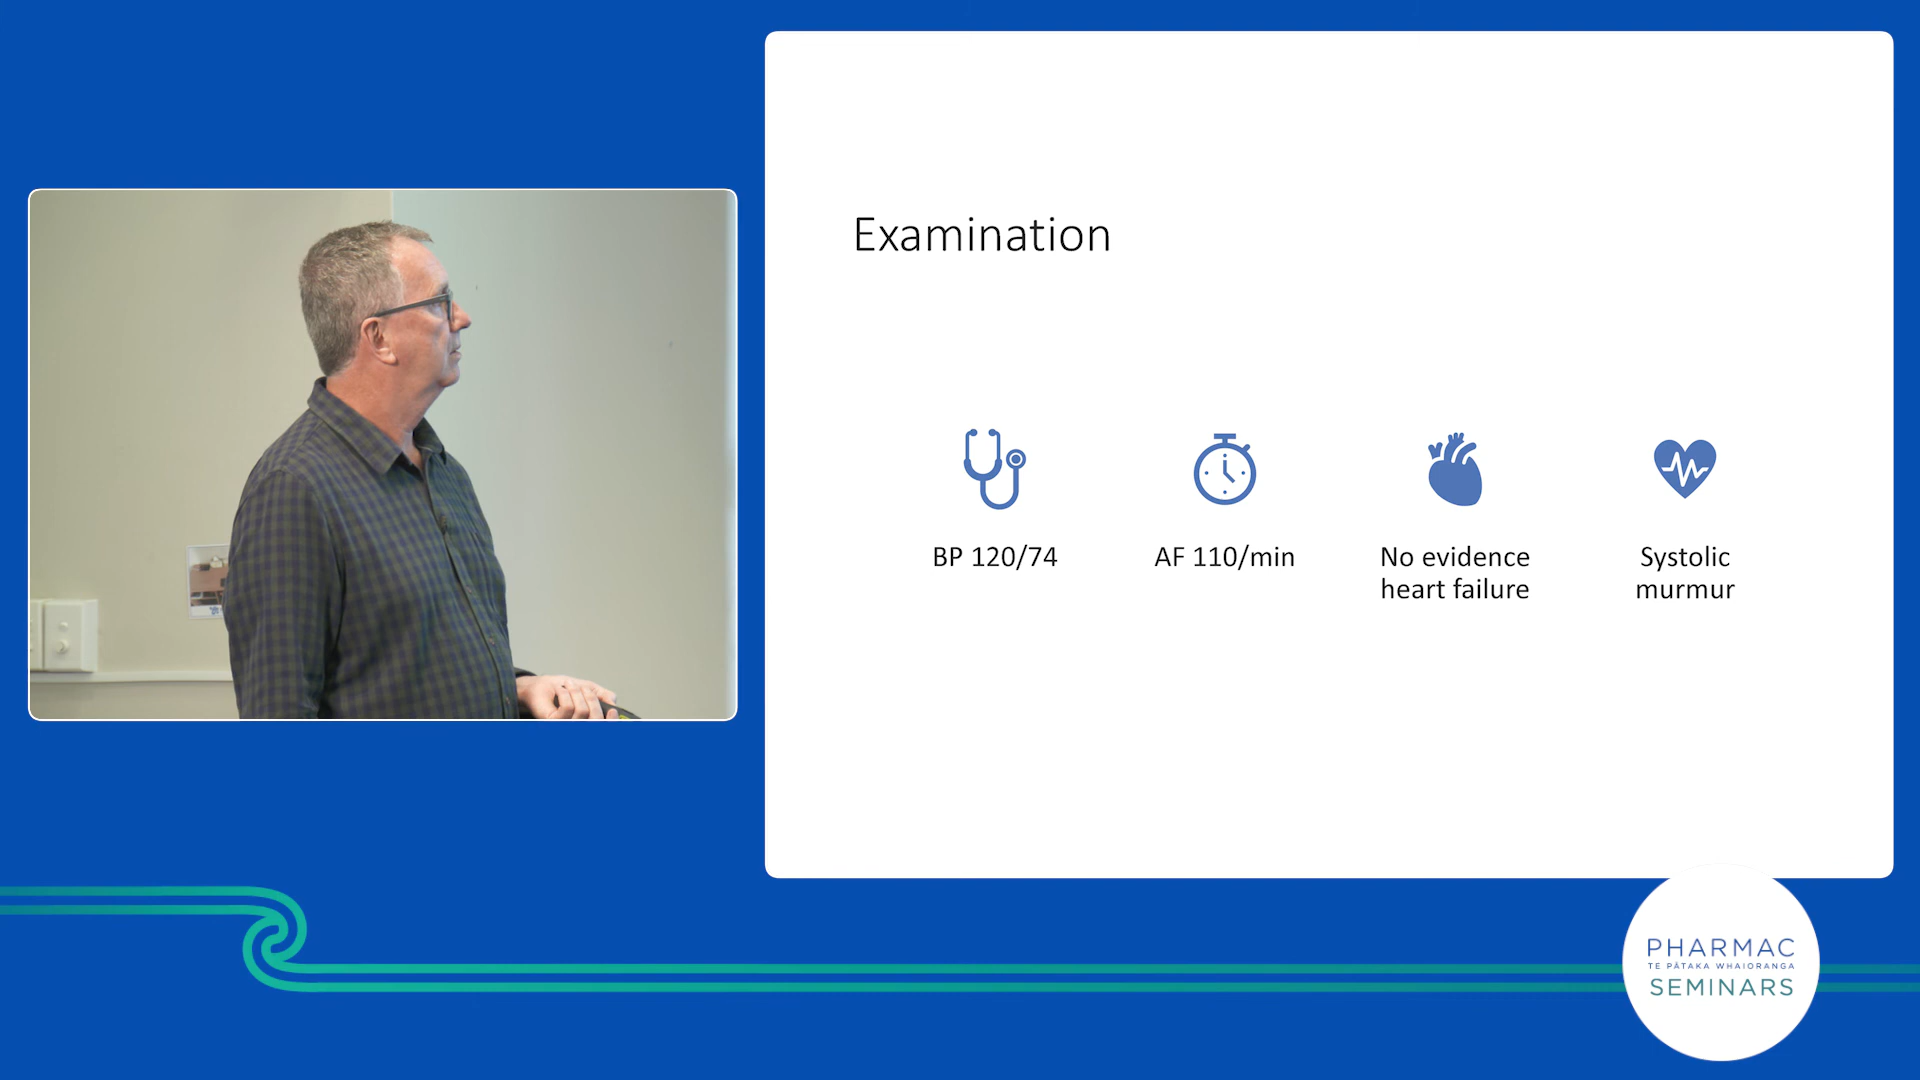 Examination
BP 120/74
AF 110/min
No evidence
heart failure
Systolic
murmur
PHARMAC
TE PĀTAKA WHAIORANGA
SEMINARS